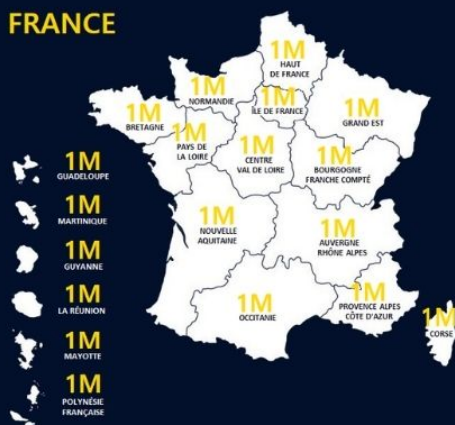 FRANCE
1M
HAUT
DE FRANCE
1M
NORMANDIE
1M
ÎLE DE FRANCE
1M
GRAND EST
1M
BRETAGNE
1M
PAYS DE
LA LOIRE
1M
CENTRE
VAL DE LOIRE
1M
BOURGOGNE
FRANCHE COMPTÉ
1M
NOUVELLE
AQUITAINE
1M
AUVERGNE
RHÔNE ALPES
1M
OCCITANIE
1M
PROVENCE ALPES
CÔTE D'AZUR
1M
CORSE
1M
GUADELOUPE
1M
MARTINIQUE
1M
GUYANNE
1M
LA RÉUNION
1M
MAYOTTE
1M
POLYNÉSIE
FRANÇAISE